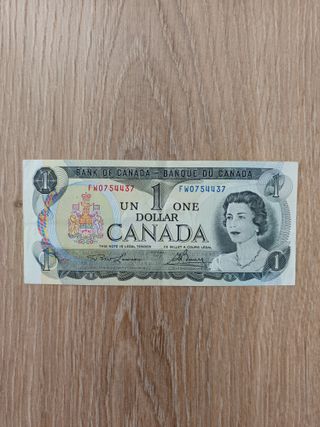 BANK OF CANADA - BANQUE DU CANADA
1 FW0754437 1 FW0754437 1
UN ONE
DOLLAR
CANADA
THIS NOTE IS LEGAL TENDER CE BILLET A COURS LÉGAL
1 1